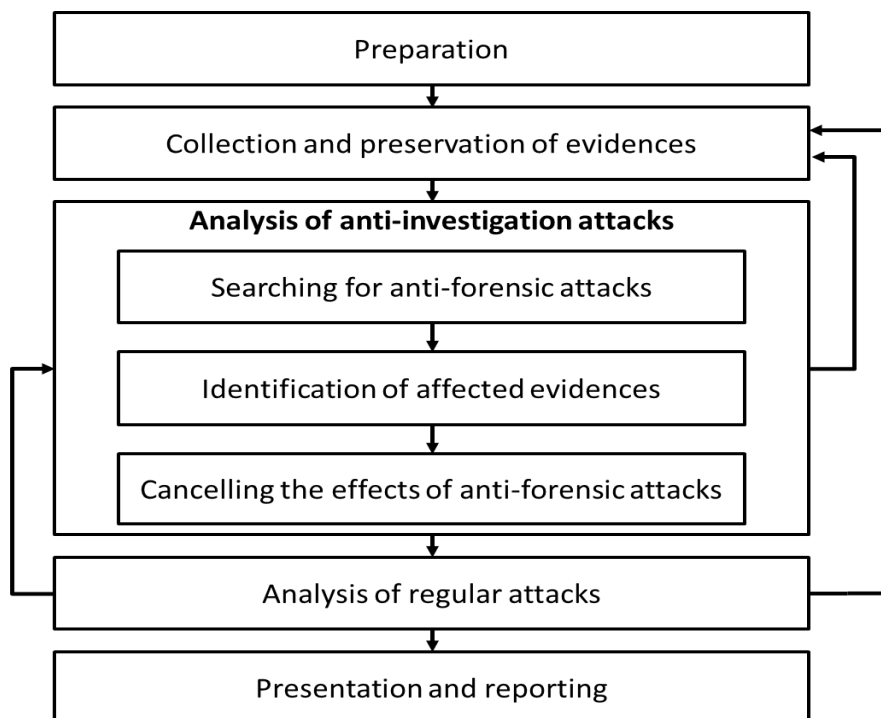 Preparation
Collection and preservation of evidences
Analysis of anti-investigation attacks
Searching for anti-forensic attacks
Identification of affected evidences
Cancelling the effects of anti-forensic attacks
Analysis of regular attacks
Presentation and reporting